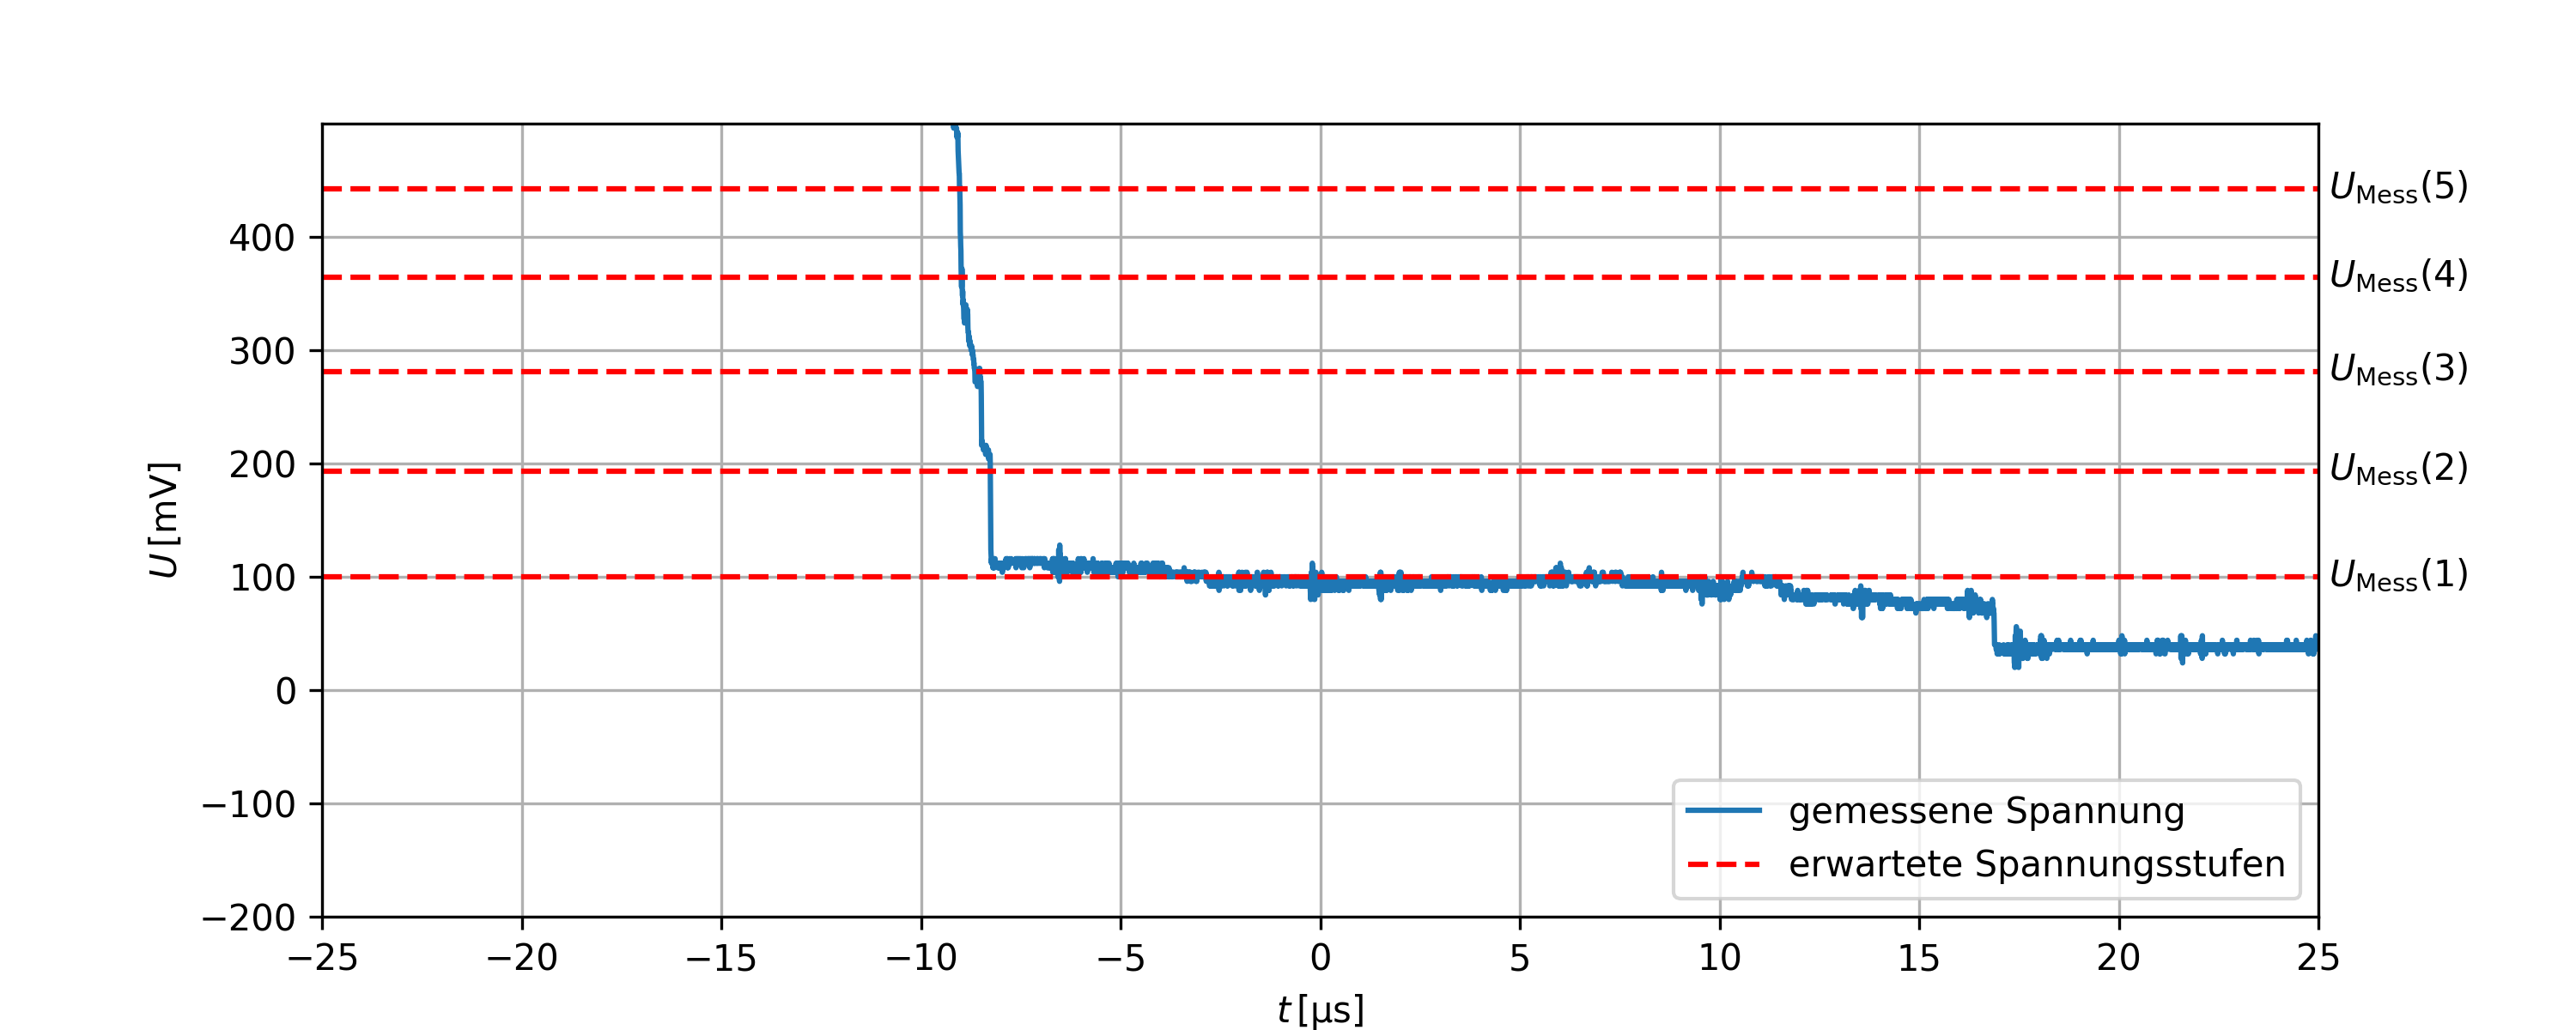 U [mV]
400
300
200
100
0
−100
−200
U_Mess(5)
U_Mess(4)
U_Mess(3)
U_Mess(2)
U_Mess(1)
gemessene Spannung
erwartete Spannungsstufen
−25 −20 −15 −10 −5 0 5 10 15 20 25
t [µs]